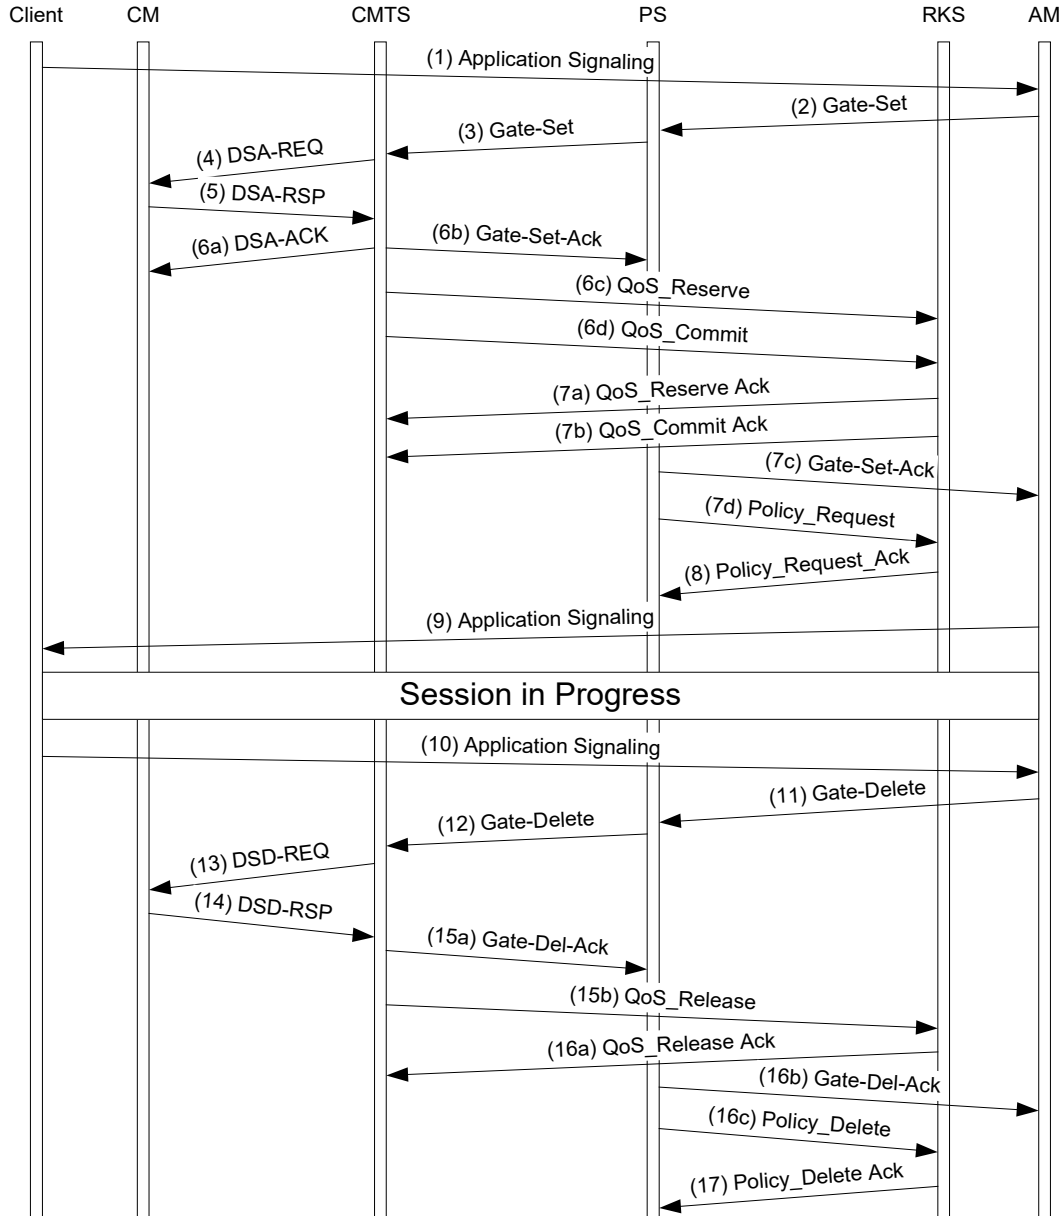 Client CM CMTS PS RKS AM
(1) Application Signaling
(2) Gate-Set
(3) Gate-Set
(4) DSA-REQ
(5) DSA-RSP
(6a) DSA-ACK
(6b) Gate-Set-Ack
(6c) QoS_Reserve
(6d) QoS_Commit
(7a) QoS_Reserve Ack
(7b) QoS_Commit Ack
(7c) Gate-Set-Ack
(7d) Policy_Request
(8) Policy_Request_Ack
(9) Application Signaling
Session in Progress
(10) Application Signaling
(11) Gate-Delete
(12) Gate-Delete
(13) DSD-REQ
(14) DSD-RSP
(15a) Gate-Del-Ack
(15b) QoS_Release
(16a) QoS_Release Ack
(16b) Gate-Del-Ack
(16c) Policy_Delete
(17) Policy_Delete Ack